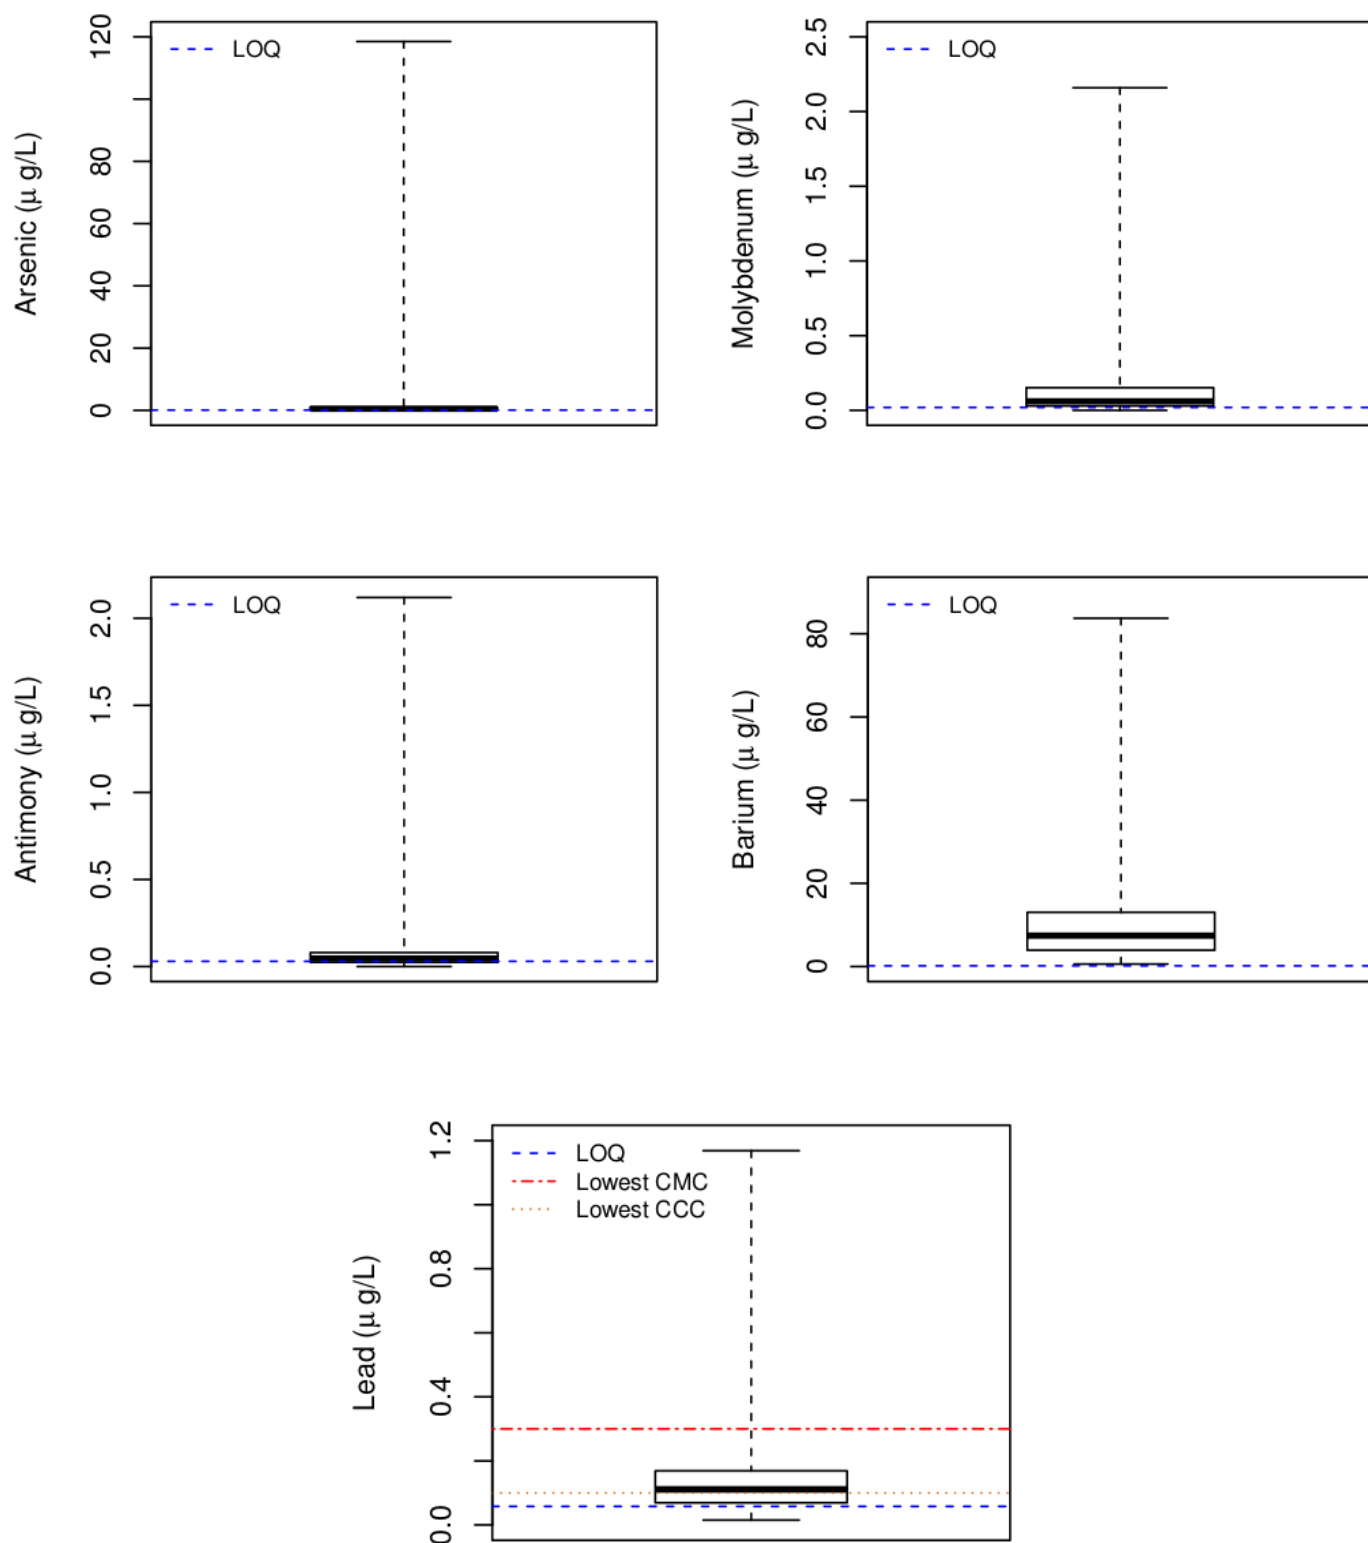 Arsenic (μ g/L)
120
80
60
40
20
0
LOQ
Molybdenum (μ g/L)
2.5
2.0
1.5
1.0
0.5
0.0
LOQ
Antimony (μ g/L)
2.0
1.5
1.0
0.5
0.0
LOQ
Barium (μ g/L)
80
60
40
20
0
LOQ
Lead (μ g/L)
1.2
0.8
0.4
0.0
LOQ
Lowest CMC
Lowest CCC